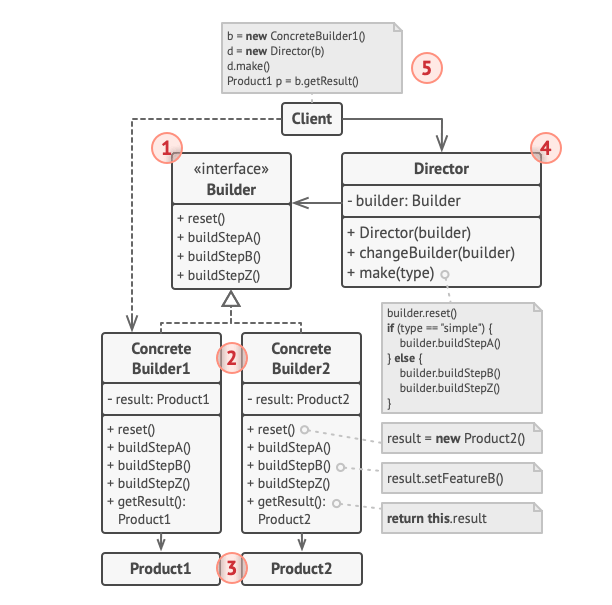 b = new ConcreteBuilder1()
d = new Director(b)
d.make()
Product1 p = b.getResult()
5
Client
1
«interface»
Builder
+ reset()
+ buildStepA()
+ buildStepB()
+ buildStepZ()
4
Director
- builder: Builder
+ Director(builder)
+ changeBuilder(builder)
+ make(type)
builder.reset()
if (type == "simple") {
builder.buildStepA()
} else {
builder.buildStepB()
builder.buildStepZ()
}
Concrete
Builder1
- result: Product1
+ reset()
+ buildStepA()
+ buildStepB()
+ buildStepZ()
+ getResult():
Product1
2
Concrete
Builder2
- result: Product2
+ reset()
+ buildStepA()
+ buildStepB()
+ buildStepZ()
+ getResult():
Product2
result = new Product2()
result.setFeatureB()
return this.result
Product1
3
Product2